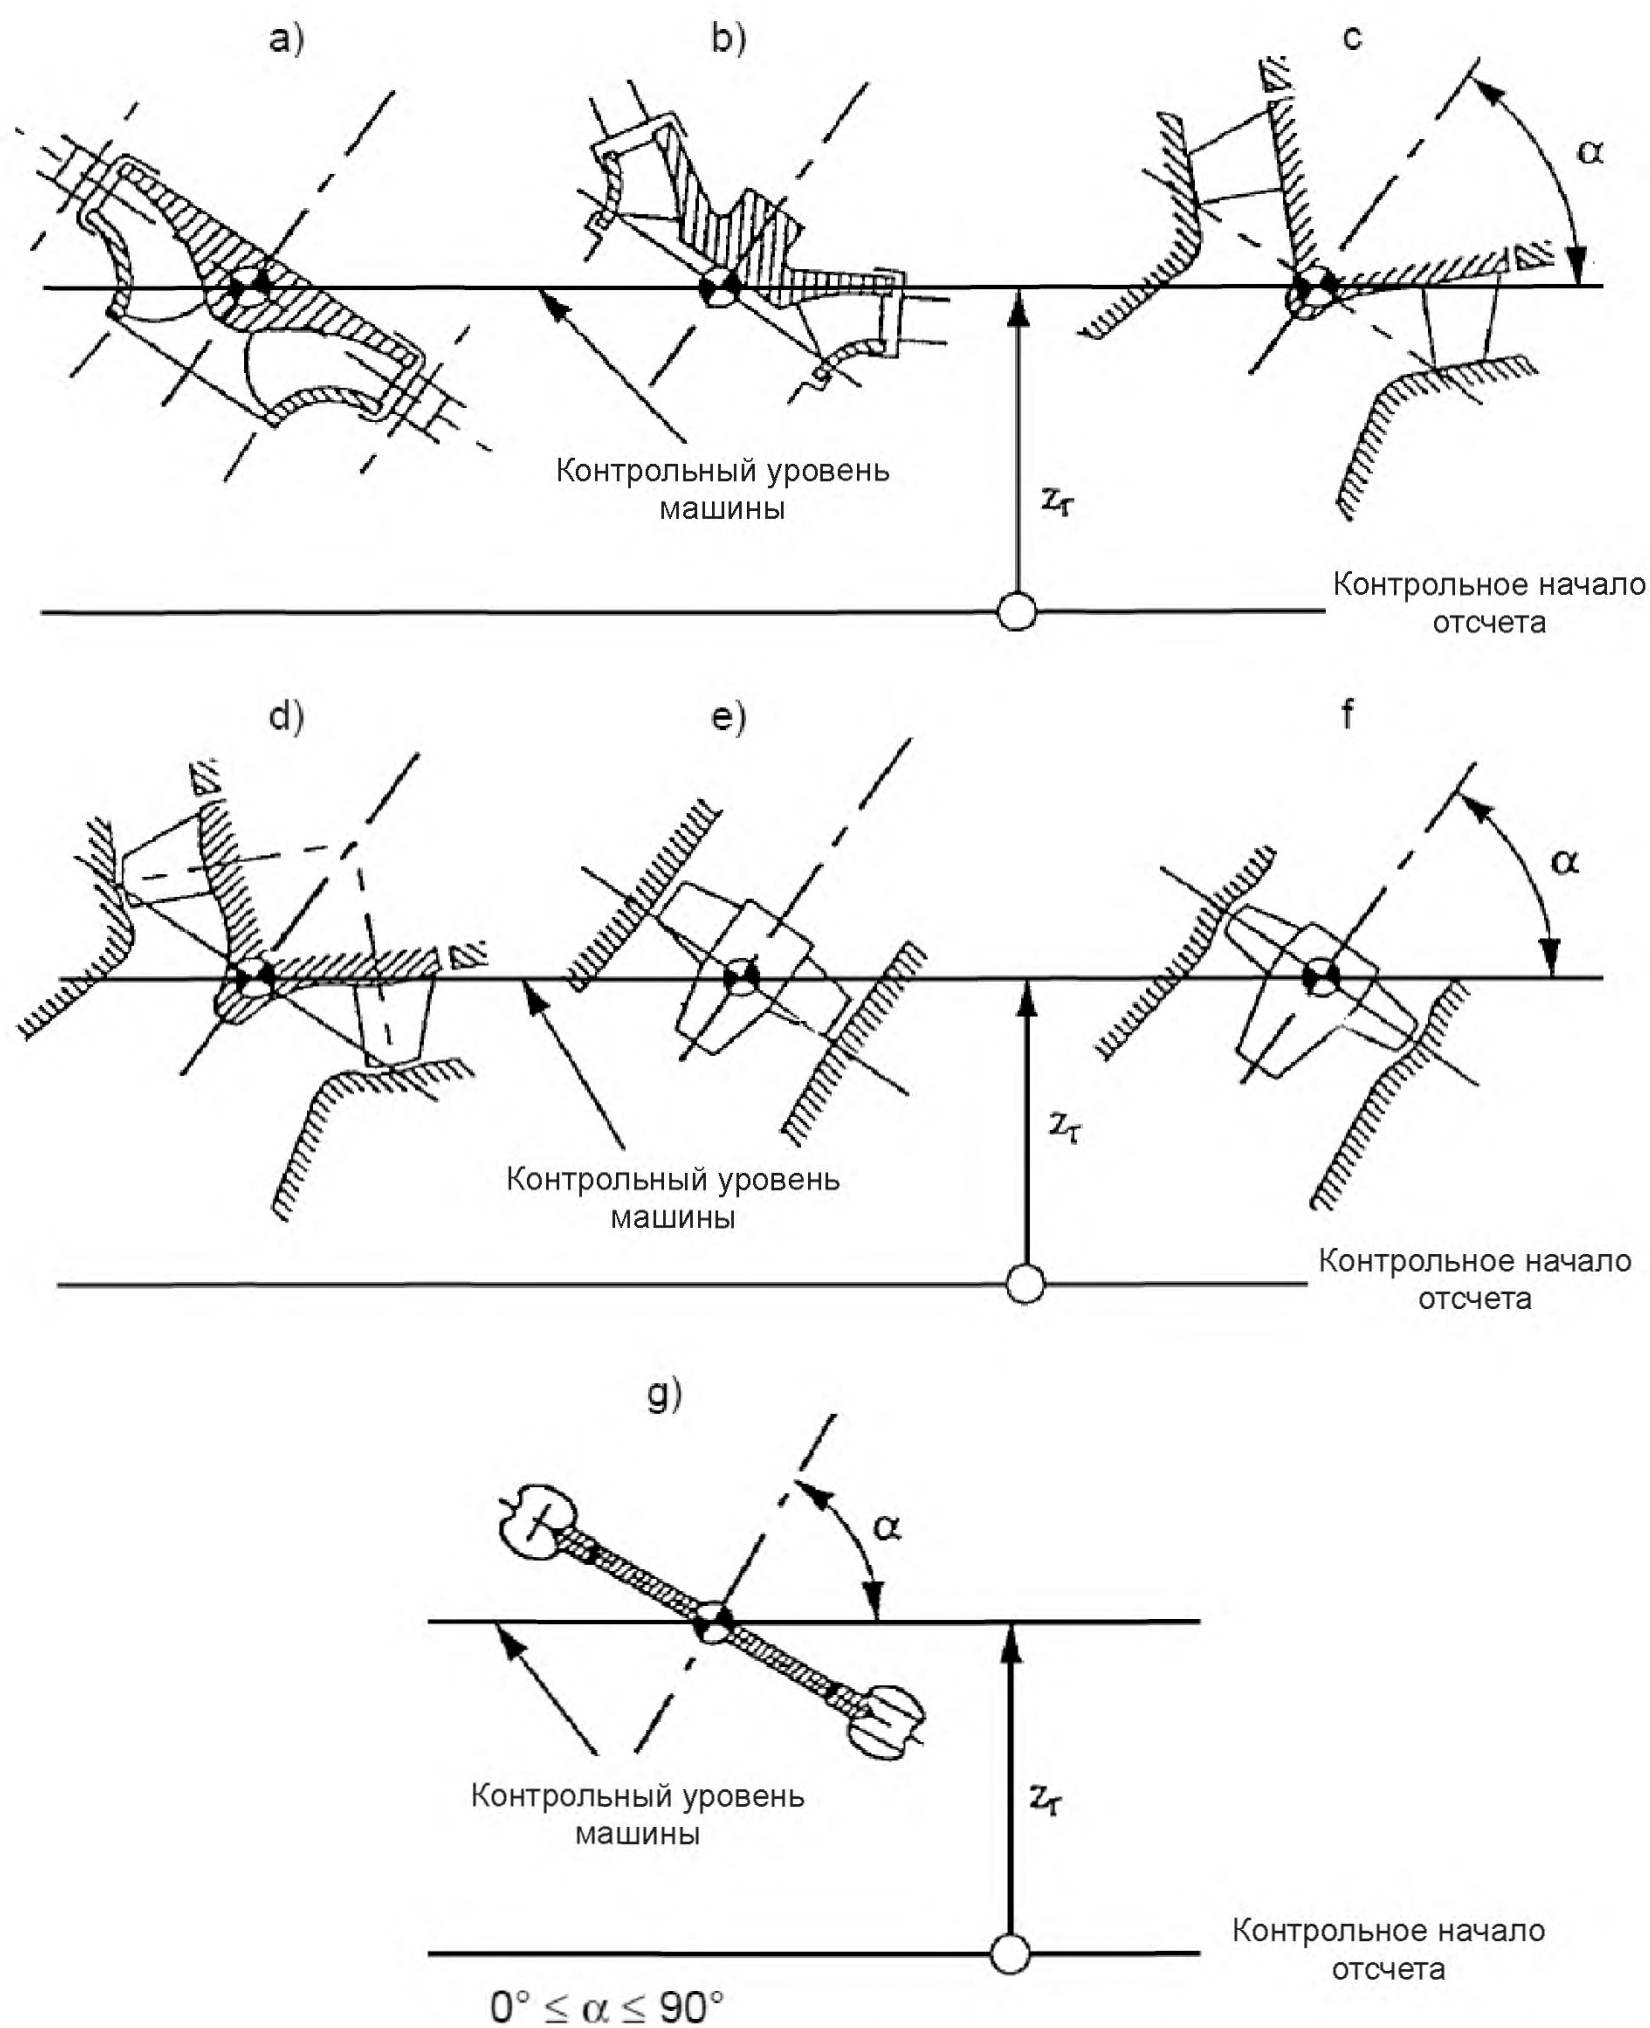 a) b) c
α
Контрольный уровень
машины
zr
Контрольное начало
отсчета
d) e) f
α
zr
Контрольный уровень
машины
Контрольное начало
отсчета
g)
α
Контрольный уровень
машины
zr
Контрольное начало
отсчета
0° ≤ α ≤ 90°